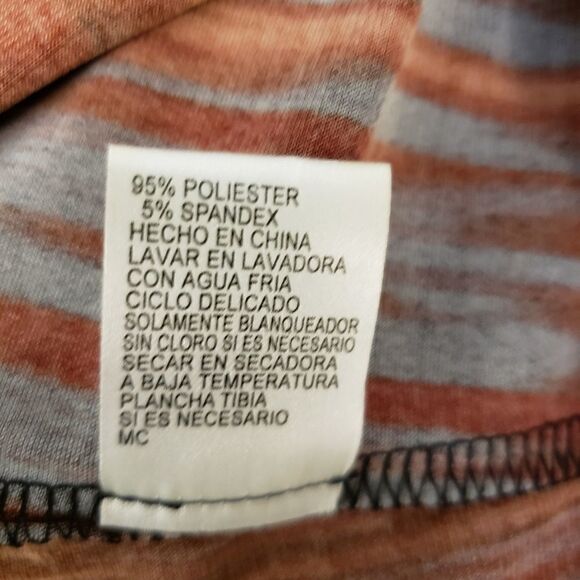 95% POLIESTER
5% SPANDEX
HECHO EN CHINA
LAVAR EN LAVADORA
CON AGUA FRIA
CICLO DELICADO
SOLAMENTE BLANQUEADOR
SIN CLORO SI ES NECESARIO
SECAR EN SECADORA
A BAJA TEMPERATURA
PLANCHA TIBIA
SI ES NECESARIO
MC